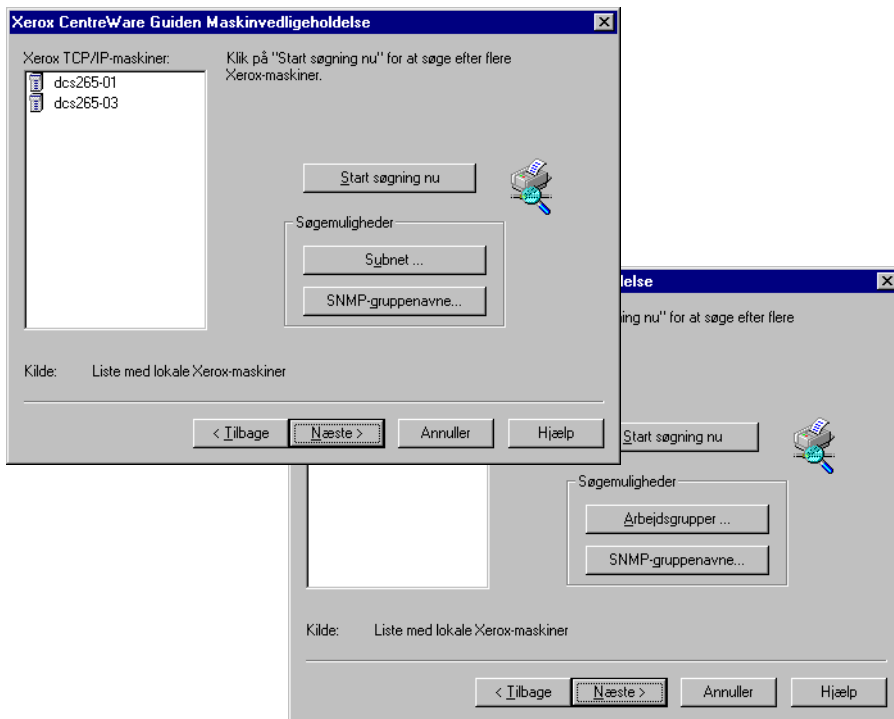 Xerox CentreWare Guiden Maskinvedligeholdelse
Xerox TCP/IP-maskiner:
dcs265-01
dcs265-03
Klik på "Start søgning nu" for at søge efter flere
Xerox-maskiner.
Start søgning nu
Søgemuligheder
Subnet ...
SNMP-gruppenavne...
Kilde: Liste med lokale Xerox-maskiner
< Tilbage Næste > Annuller Hjælp
lelse
ing nu" for at søge efter flere
Start søgning nu
Søgemuligheder
Arbejdsgrupper ...
SNMP-gruppenavne...
Kilde: Liste med lokale Xerox-maskiner
< Tilbage Næste > Annuller Hjælp